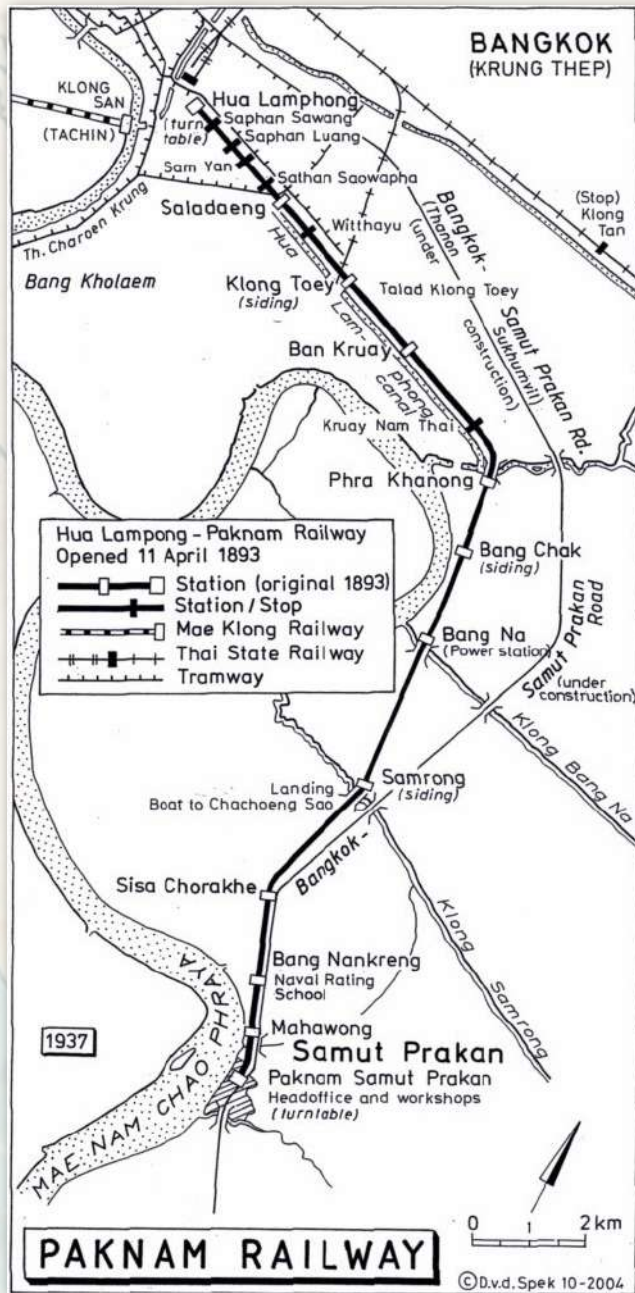 BANGKOK
(KRUNG THEP)
KLONG
SAN
(TACHIN)
Hua Lamphong
(turn
table)
Saphan Sawang
Saphan Luang
Sam Yan
Sathan Saowapha
Saladaeng
Th. Charoen Krung
Witthayu
(Stop)
Klong
Tan
Bang Kholaem
Hua
Lam-
phong
canal
Klong Toey
(siding)
Talad Klong Toey
Bangkok-
(Thanon
(under
Samut Prakan Rd.
Sukhumvil)
construction)
Ban Kruay
Kruay Nam Thai
Phra Khanong
Hua Lampong - Paknam Railway
Opened 11 April 1893
Station (original 1893)
Station / Stop
Mae Klong Railway
Thai State Railway
Tramway
Bang Chak
(siding)
Bang Na
(Power station)
Samut Prakan
Road
(under
construction)
Klong Bang Na
Landing
Boat to Chachoeng Sao
Samrong
(siding)
Bangkok-
Sisa Chorakhe
Klong
Samrong
Bang Nankreng
Naval Rating
School
Mahawong
1937
Samut Prakan
Paknam Samut Prakan
Headoffice and workshops
(turntable)
MAE NAM CHAO PHRAYA
0 2 km
PAKNAM RAILWAY
© D.v.d. Spek 10-2004